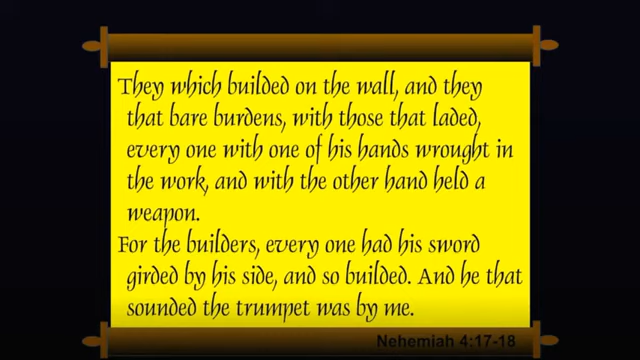 They which builded on the wall, and they
that bare burdens, with those that laded,
every one with one of his hands wrought in
the work, and with the other hand held a
weapon.
For the builders, every one had his sword
girded by his side, and so builded. And he that
sounded the trumpet was by me.
Nehemiah 4:17-18